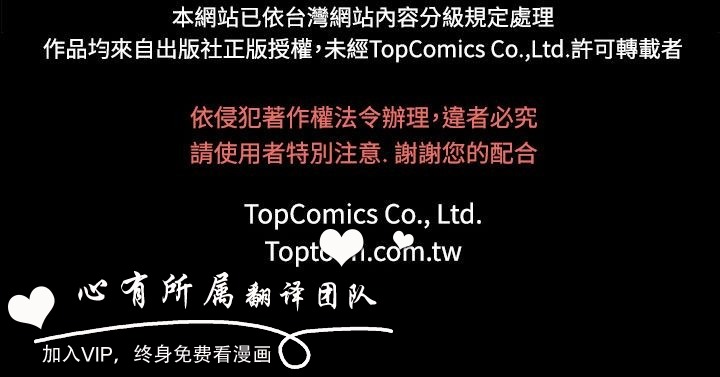 本網站已依台灣網站內容分級規定處理
作品均來自出版社正版授權，未經TopComics Co.,Ltd.許可轉載者
依侵犯著作權法令辦理，違者必究
請使用者特別注意. 謝謝您的配合
TopComics Co., Ltd.
心有所属翻译团队
加入VIP，终身免费看漫画